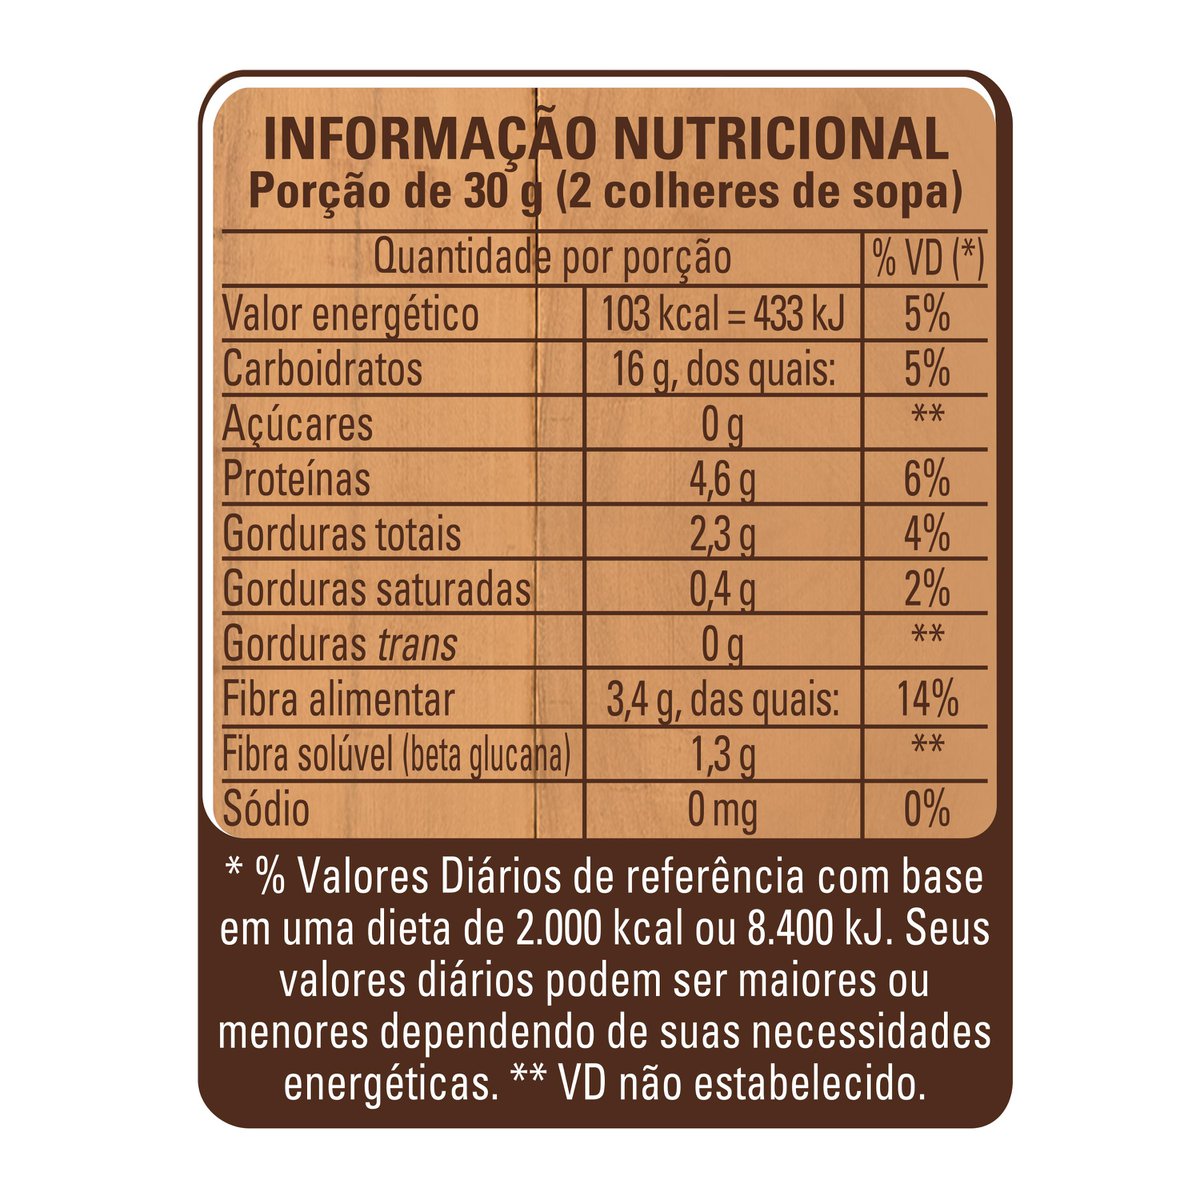 INFORMAÇÃO NUTRICIONAL
Porção de 30 g (2 colheres de sopa)
Quantidade por porção % VD (*)
Valor energético 103 kcal = 433 kJ 5%
Carboidratos 16 g, dos quais: 5%
Açúcares 0 g **
Proteínas 4,6 g 6%
Gorduras totais 2,3 g 4%
Gorduras saturadas 0,4 g 2%
Gorduras trans 0 g **
Fibra alimentar 3,4 g, das quais: 14%
Fibra solúvel (beta glucana) 1,3 g **
Sódio 0 mg 0%
* % Valores Diários de referência com base
em uma dieta de 2.000 kcal ou 8.400 kJ. Seus
valores diários podem ser maiores ou
menores dependendo de suas necessidades
energéticas. ** VD não estabelecido.